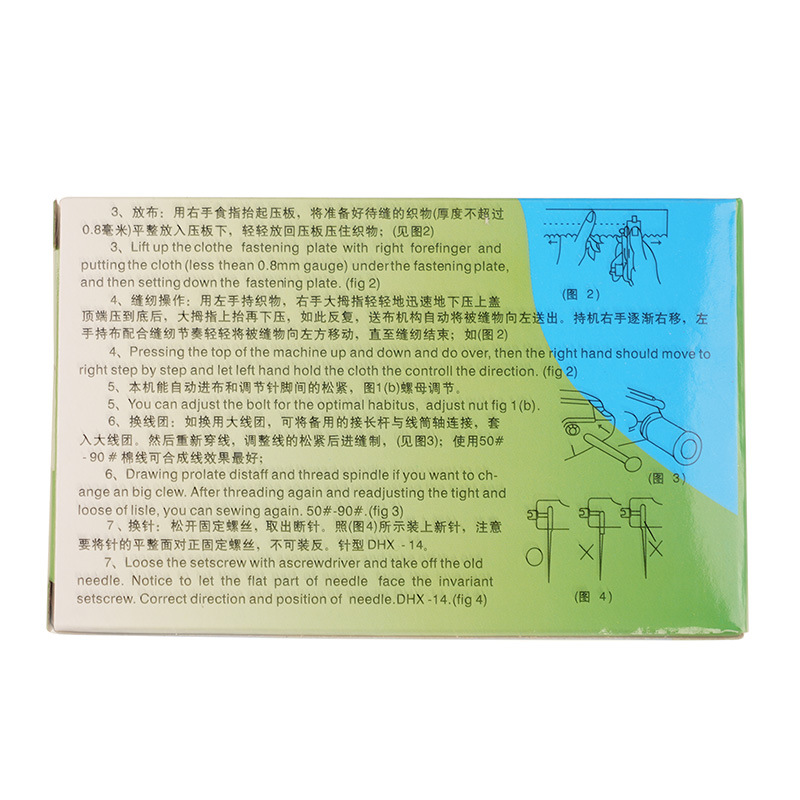 3、放布：用右手食指抬起压板，将准备好待缝的织物(厚度不超过
0.8毫米)平整放入压板下，轻轻放回压板压住织物；(见图2)
3、Lift up the clothe fastening plate with right forefinger and
putting the cloth (less thean 0.8mm gauge) under the fastening plate,
and then setting down the fastening plate. (fig 2)
4、缝纫操作：用左手持织物，右手大拇指轻轻地迅速地下压上盖
顶端压到底后，大拇指上抬再下压，如此反复，送布机构自动将被缝物向左送出。持机右手逐渐右移，左
手持布配合缝纫节奏轻轻将被缝物向左方移动，直至缝纫结束；如(图2)
4、Pressing the top of the machine up and down and do over, then the right hand should move to
right step by step and let left hand hold the cloth the controll the direction. (fig 2)
5、本机能自动进布和调节针脚间的松紧，图1(b)螺母调节。
5、You can adjust the bolt for the optimal habitus, adjust nut fig 1(b).
6、换线团：如换用大线团，可将备用的接长杆与线筒轴连接，套
入大线团。然后重新穿线，调整线的松紧后进缝制，(见图3)；使用50#
-90#棉线可合成线效果最好；
6、Drawing prolate distaff and thread spindle if you want to ch-
ange an big clew. After threading again and readjusting the tight and
loose of lisle, you can sewing again. 50#-90#.(fig 3)
7、换针：松开固定螺丝，取出断针。照(图4)所示装上新针，注意
要将针的平整面对正固定螺丝，不可装反。针型DHX -14。
7、Loose the setscrew with ascrewdriver and take off the old
needle. Notice to let the flat part of needle face the invariant
setscrew. Correct direction and position of needle.DHX -14.(fig 4)
(图 2)
(图 3)
(图 4)